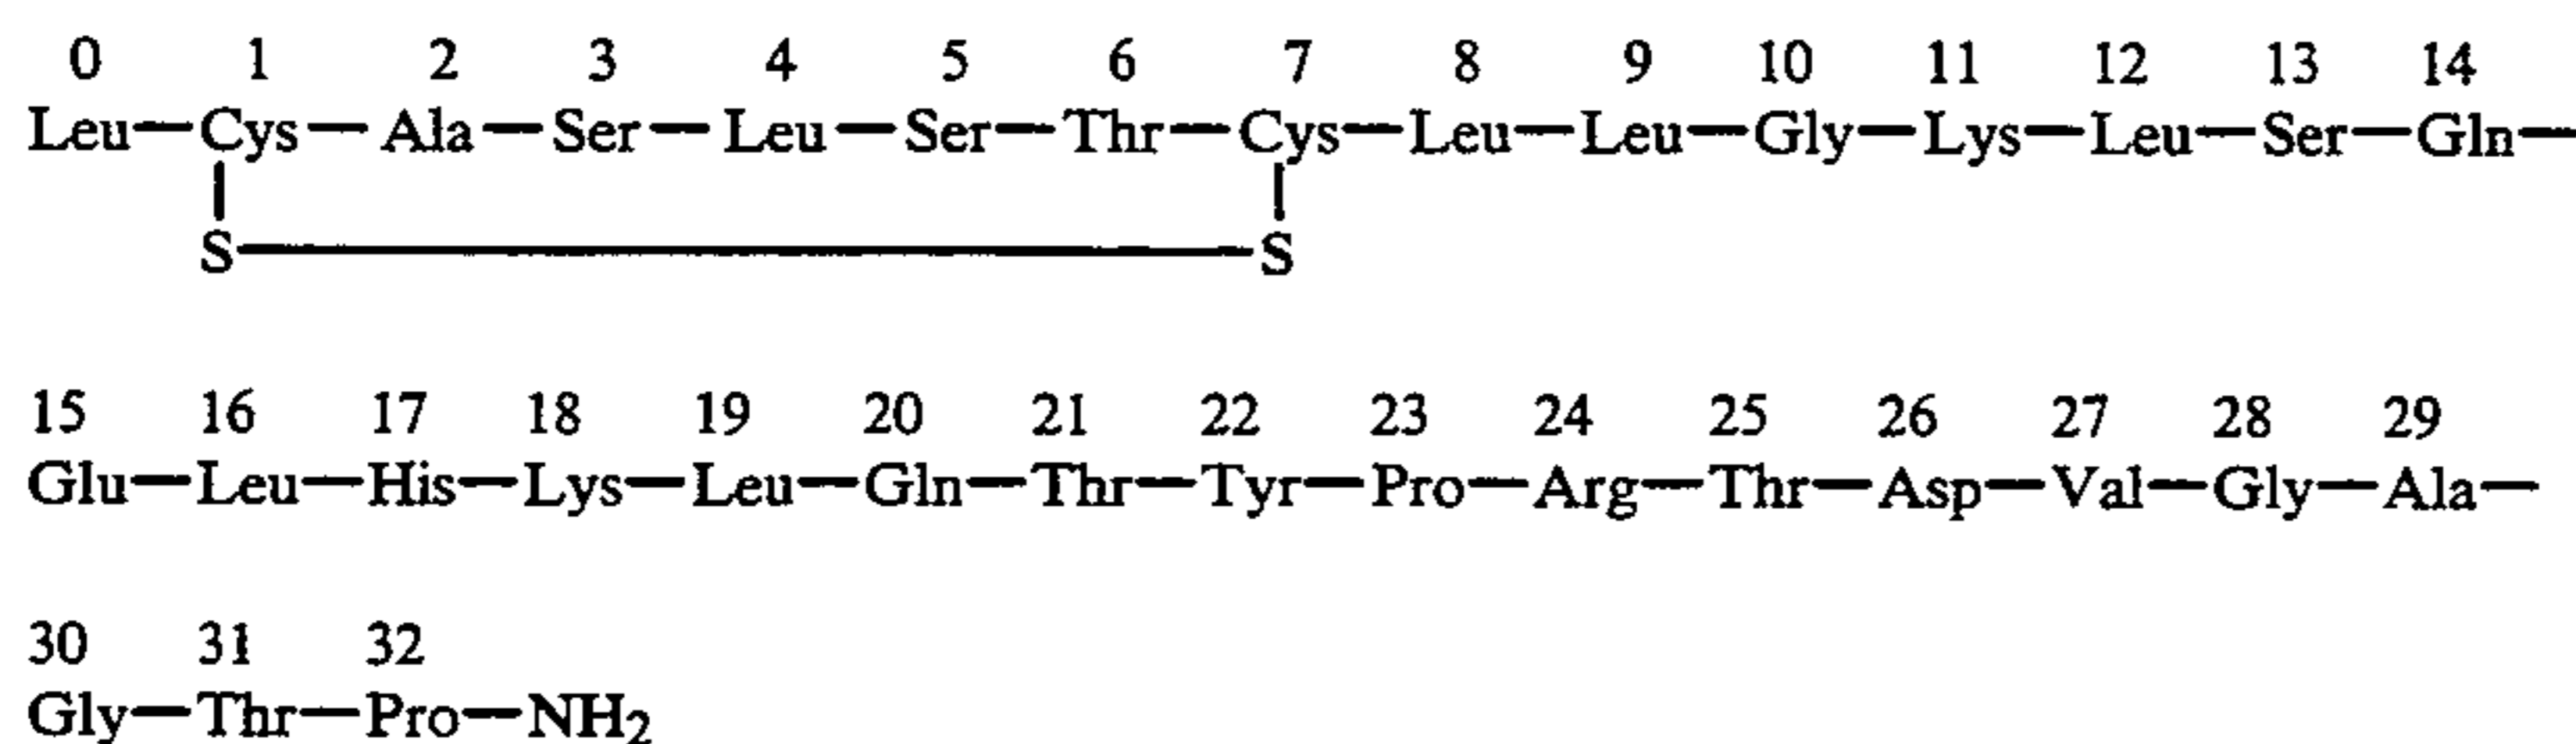 0 1 2 3 4 5 6 7 8 9 10 11 12 13 14
Leu—Cys—Ala—Ser—Leu—Ser—Thr—Cys—Leu—Leu—Gly—Lys—Leu—Ser—Gln—
S—S
15 16 17 18 19 20 21 22 23 24 25 26 27 28 29
Glu—Leu—His—Lys—Leu—Gln—Thr—Tyr—Pro—Arg—Thr—Asp—Val—Gly—Ala—
30 31 32
Gly—Thr—Pro—NH2